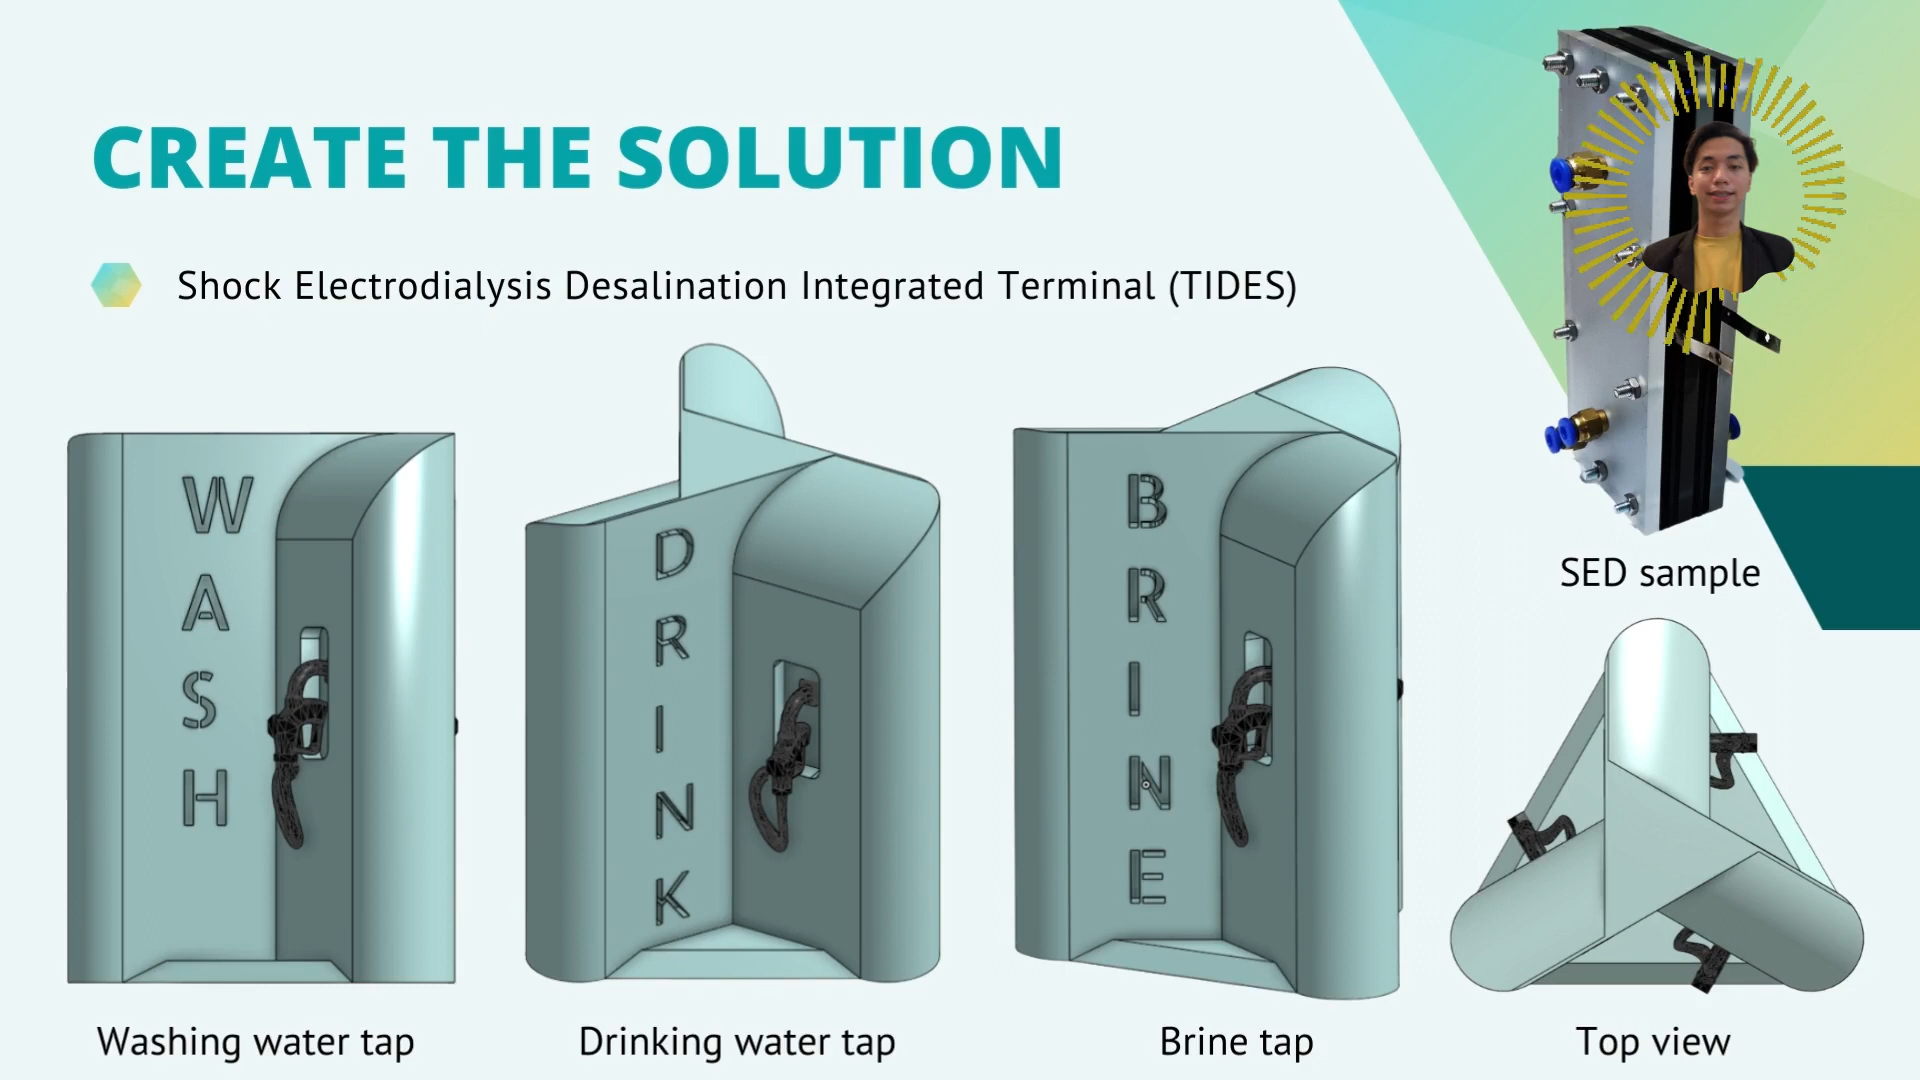 CREATE THE SOLUTION
Shock Electrodialysis Desalination Integrated Terminal (TIDES)
WASH
DRINK
BRINE
SED sample
Washing water tap
Drinking water tap
Brine tap
Top view